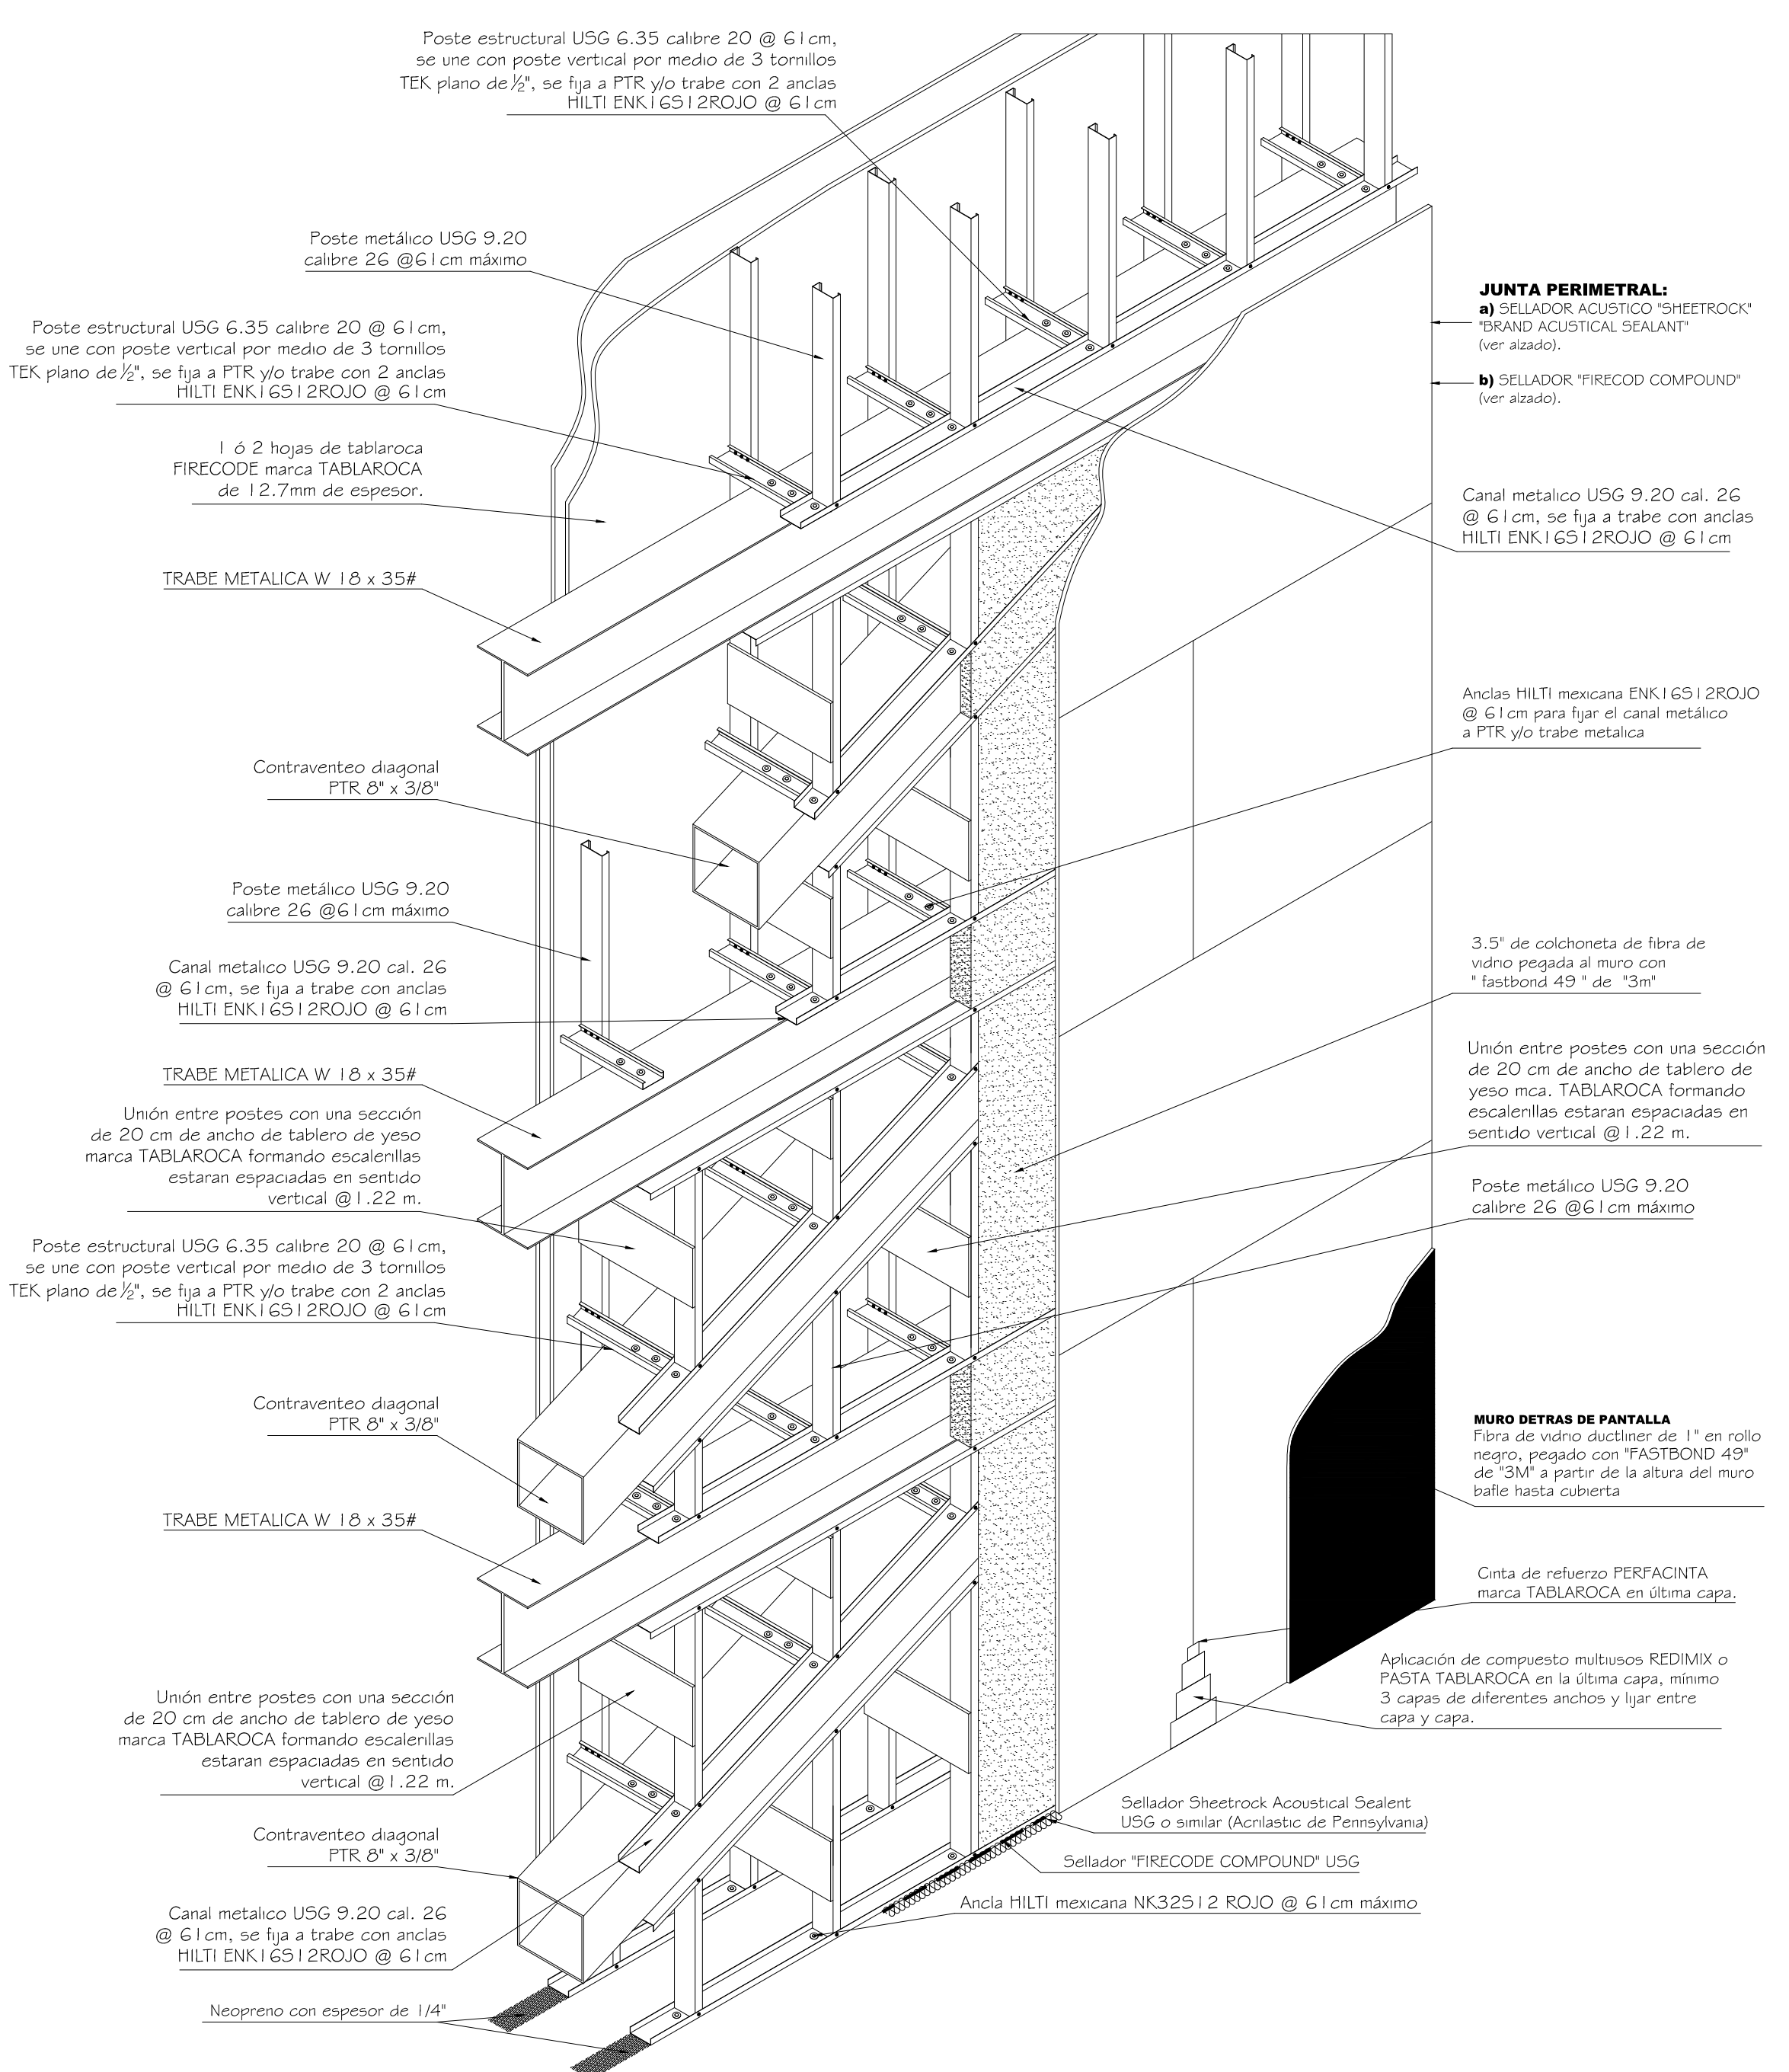 Poste estructural USG 6.35 calibre 20 @ 61cm,
se une con poste vertical por medio de 3 tornillos
TEK plano de ½", se fija a PTR y/o trabe con 2 anclas
HILTI ENK16S12ROJO @ 61cm
Poste metálico USG 9.20
calibre 26 @61cm máximo
Poste estructural USG 6.35 calibre 20 @ 61cm,
se une con poste vertical por medio de 3 tornillos
TEK plano de ½", se fija a PTR y/o trabe con 2 anclas
HILTI ENK16S12ROJO @ 61cm
1 ó 2 hojas de tablaroca
FIRECODE marca TABLAROCA
de 12.7mm de espesor.
TRABE METALICA W 18 x 35#
Contraventeo diagonal
PTR 8" x 3/8"
Poste metálico USG 9.20
calibre 26 @61cm máximo
Canal metalico USG 9.20 cal. 26
@ 61cm, se fija a trabe con anclas
HILTI ENK16S12ROJO @ 61cm
TRABE METALICA W 18 x 35#
Unión entre postes con una sección
de 20 cm de ancho de tablero de yeso
marca TABLAROCA formando escalerillas
estaran espaciadas en sentido
vertical @1.22 m.
Poste estructural USG 6.35 calibre 20 @ 61cm,
se une con poste vertical por medio de 3 tornillos
TEK plano de ½", se fija a PTR y/o trabe con 2 anclas
HILTI ENK16S12ROJO @ 61cm
Contraventeo diagonal
PTR 8" x 3/8"
TRABE METALICA W 18 x 35#
Unión entre postes con una sección
de 20 cm de ancho de tablero de yeso
marca TABLAROCA formando escalerillas
estaran espaciadas en sentido
vertical @1.22 m.
Contraventeo diagonal
PTR 8" x 3/8"
Canal metalico USG 9.20 cal. 26
@ 61cm, se fija a trabe con anclas
HILTI ENK16S12ROJO @ 61cm
Neopreno con espesor de 1/4"
JUNTA PERIMETRAL:
a) SELLADOR ACUSTICO "SHEETROCK"
"BRAND ACUSTICAL SEALANT"
(ver alzado).
b) SELLADOR "FIRECOD COMPOUND"
(ver alzado).
Canal metalico USG 9.20 cal. 26
@ 61cm, se fija a trabe con anclas
HILTI ENK16S12ROJO @ 61cm
Anclas HILTI mexicana ENK16S12ROJO
@ 61cm para fijar el canal metálico
a PTR y/o trabe metalica
3.5" de colchoneta de fibra de
vidrio pegada al muro con
" fastbond 49 " de "3m"
Unión entre postes con una sección
de 20 cm de ancho de tablero de
yeso mca. TABLAROCA formando
escalerillas estaran espaciadas en
sentido vertical @1.22 m.
Poste metálico USG 9.20
calibre 26 @61cm máximo
MURO DETRAS DE PANTALLA
Fibra de vidrio ductliner de 1" en rollo
negro, pegado con "FASTBOND 49"
de "3M" a partir de la altura del muro
bafle hasta cubierta
Cinta de refuerzo PERFACINTA
marca TABLAROCA en última capa.
Aplicación de compuesto multiusos REDIMIX o
PASTA TABLAROCA en la última capa, mínimo
3 capas de diferentes anchos y lijar entre
capa y capa.
Sellador Sheetrock Acoustical Sealent
USG o similar (Acrilastic de Pennsylvania)
Sellador "FIRECODE COMPOUND" USG
Ancla HILTI mexicana NK32S12 ROJO @ 61cm máximo